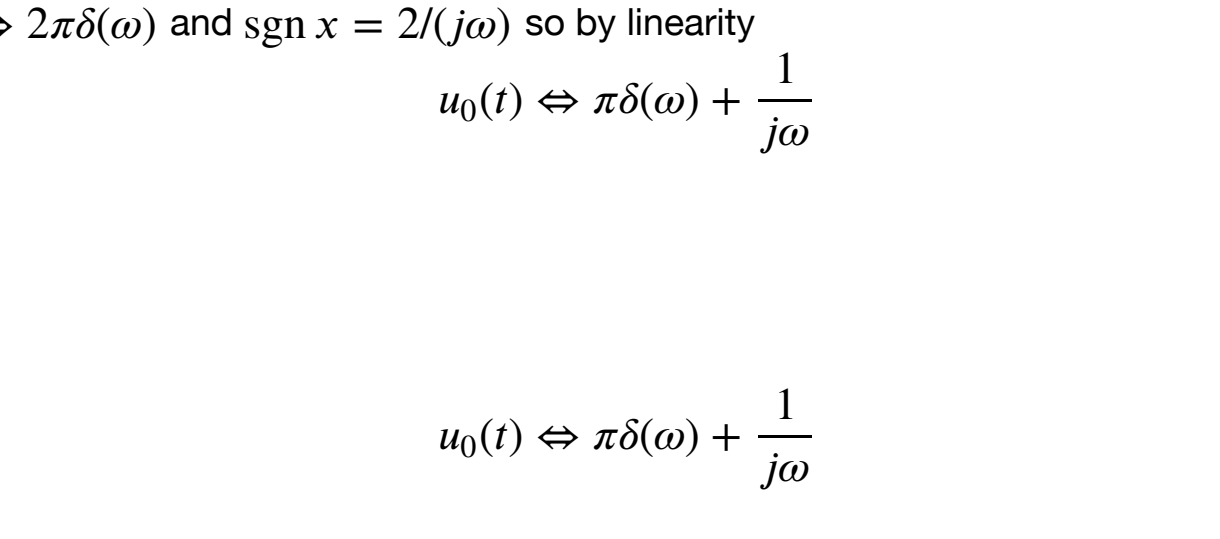 ⇔ 2πδ(ω) and sgn x = 2/(jω) so by linearity
u₀(t) ⇔ πδ(ω) + 1/jω
u₀(t) ⇔ πδ(ω) + 1/jω